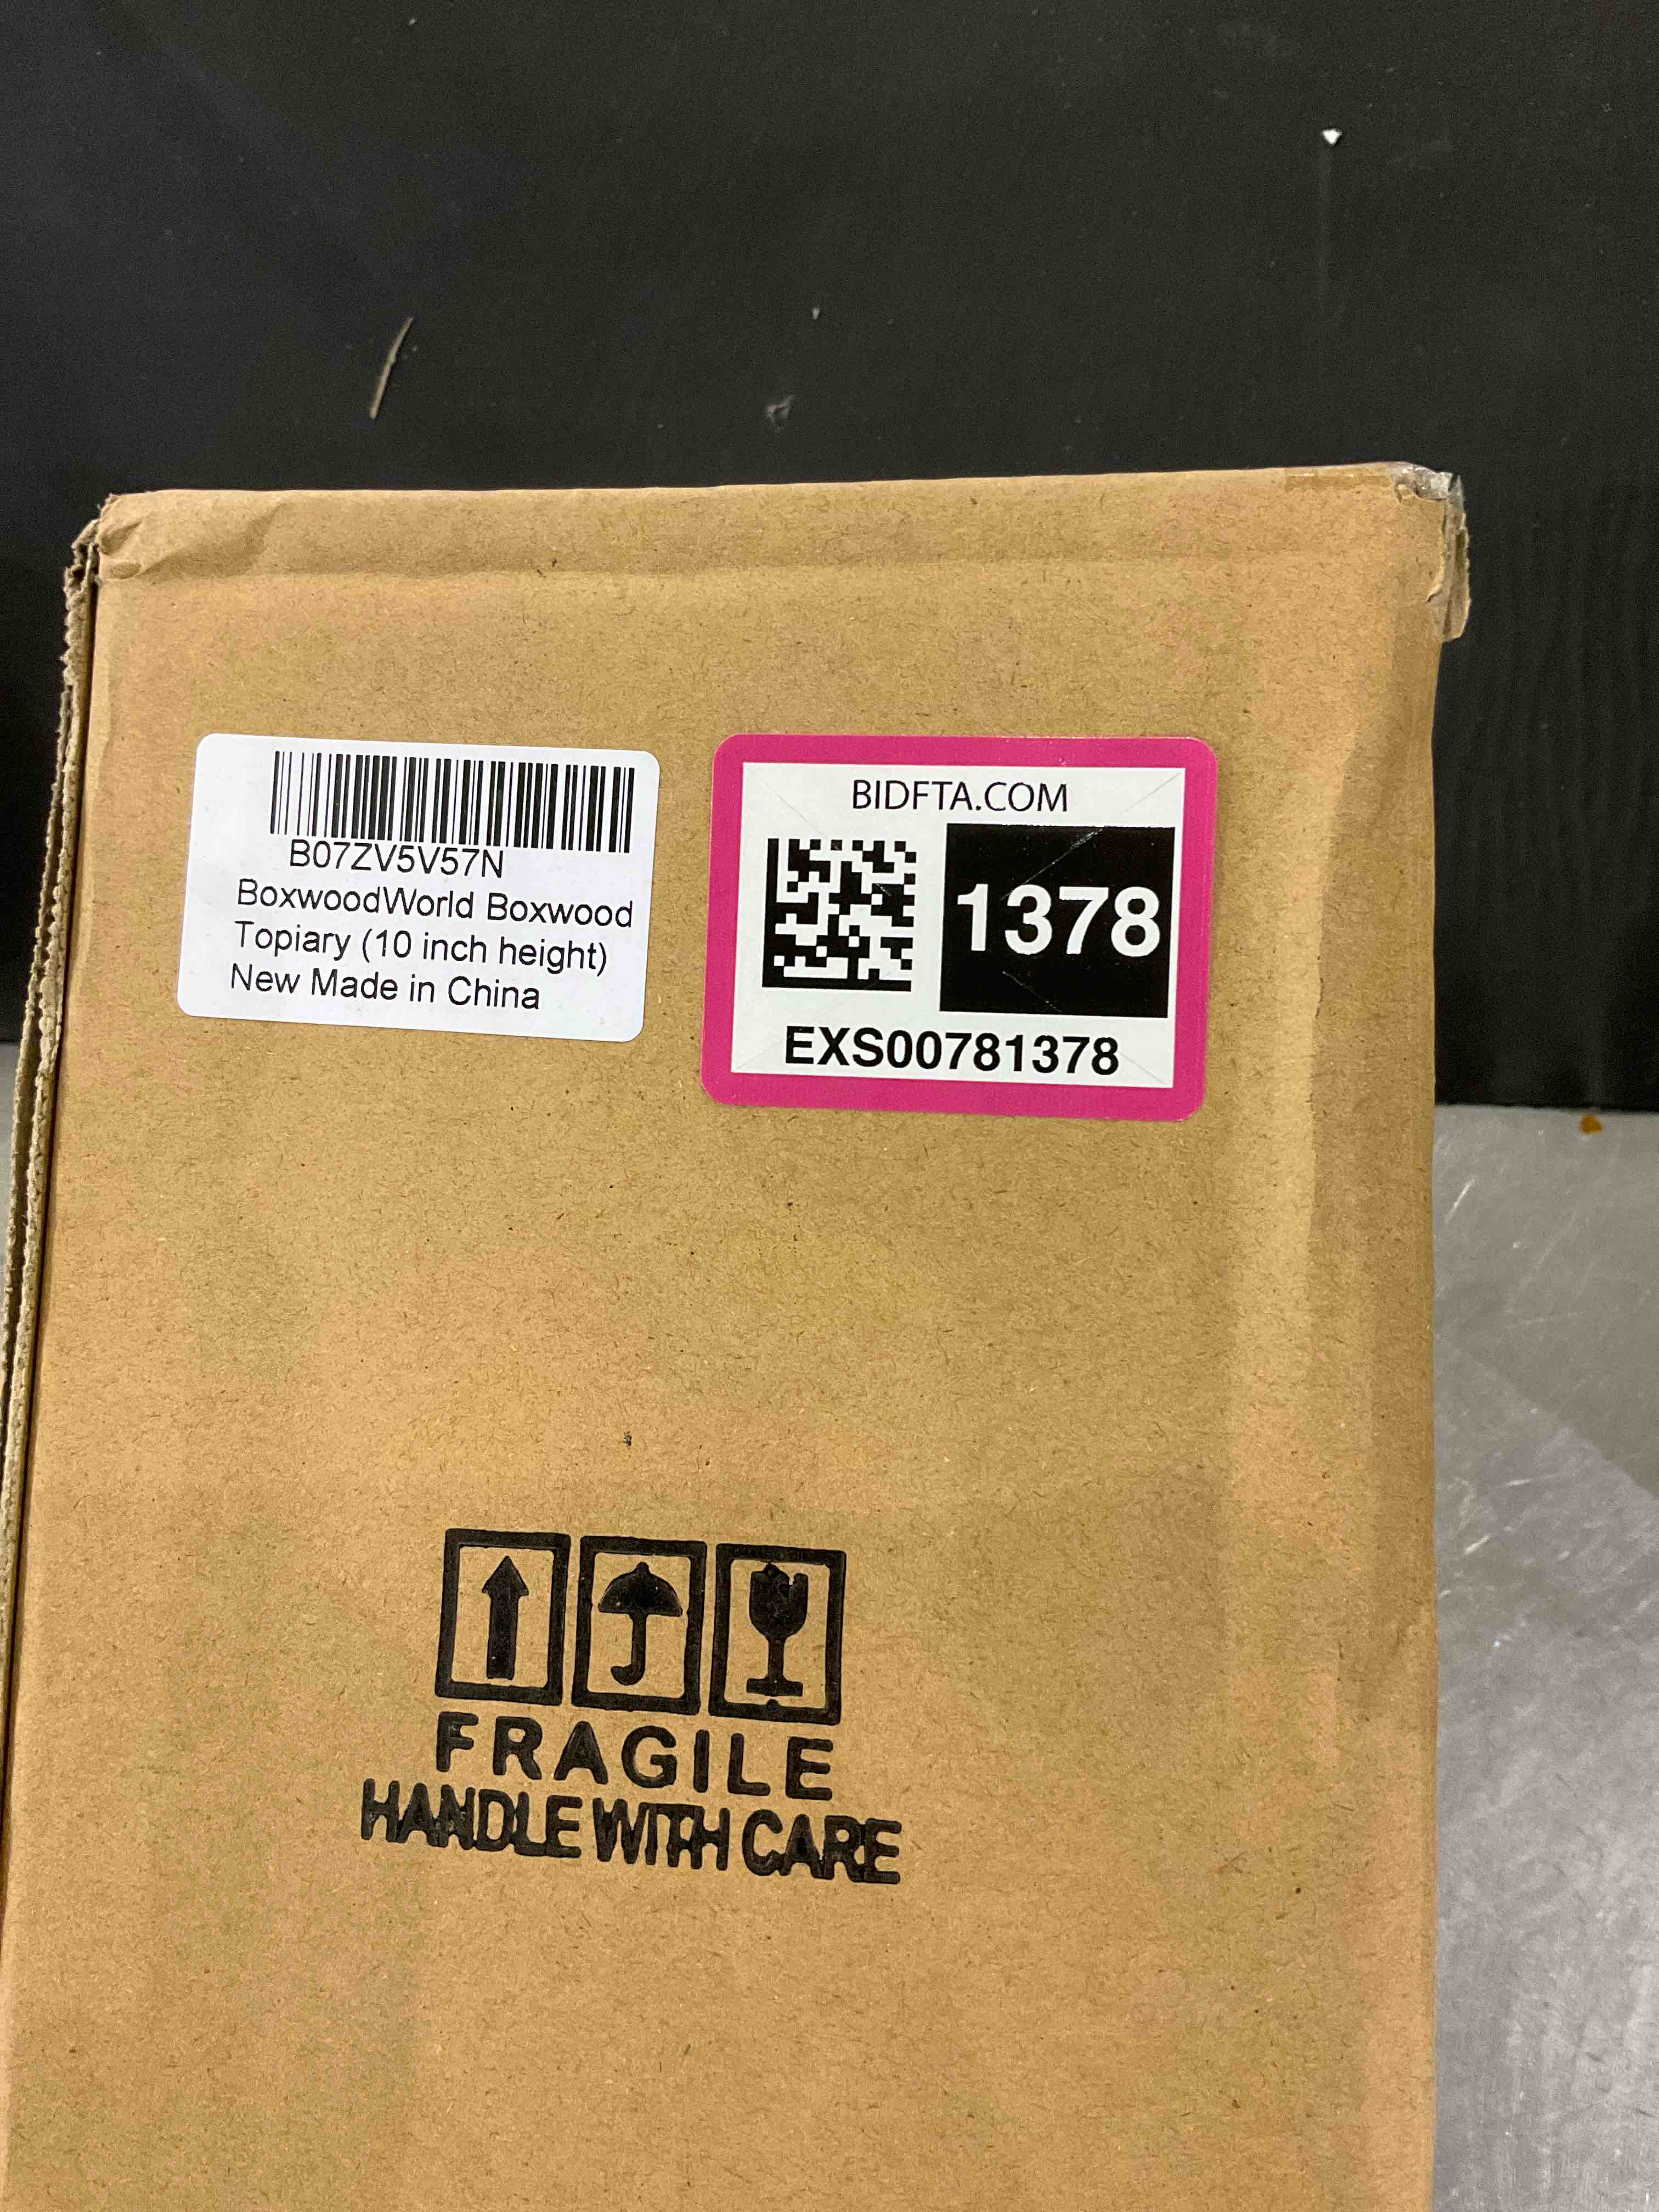 B07ZV5V57N
BoxwoodWorld Boxwood
Topiary (10 inch height)
New Made in China
BIDFTA.COM
1378
EXS00781378
FRAGILE
HANDLE WITH CARE